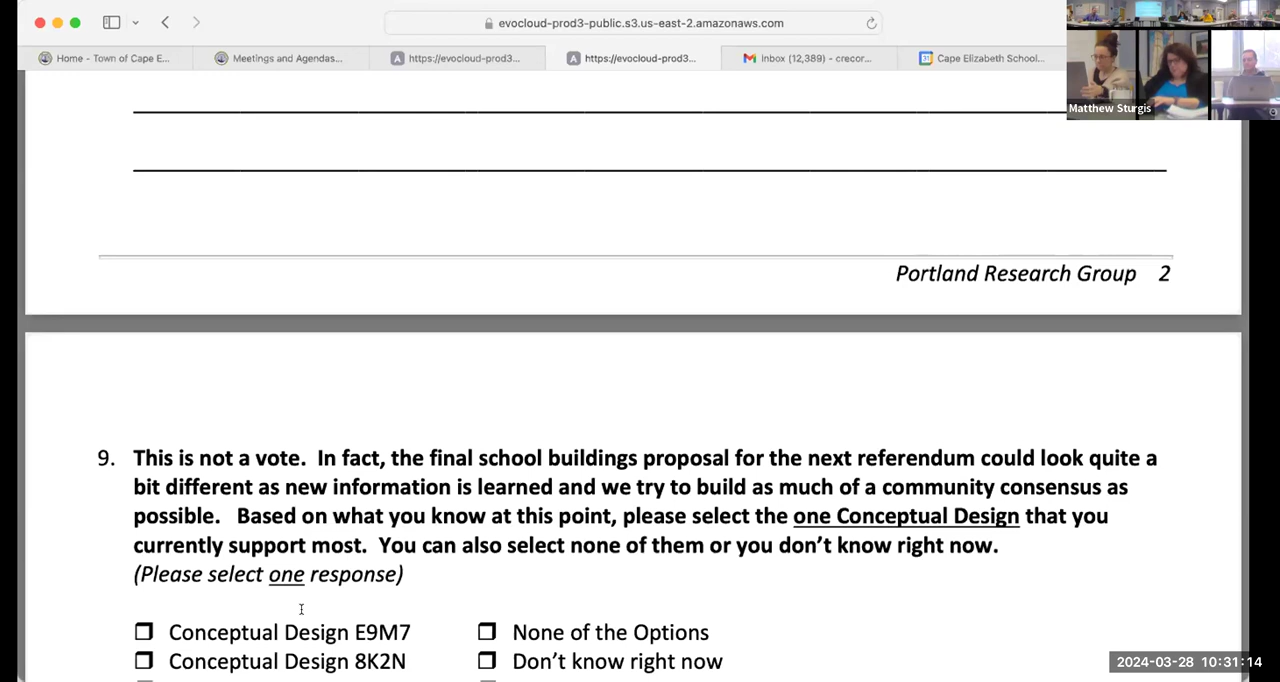 evocloud-prod3-public.s3.us-east-2.amazonaws.com
Home - Town of Cape E...
Meetings and Agendas...
https://evocloud-prod3...
https://evocloud-prod3...
Inbox (12,389) - crecor...
Cape Elizabeth School...
Matthew Sturgis
Portland Research Group 2
9. This is not a vote. In fact, the final school buildings proposal for the next referendum could look quite a
bit different as new information is learned and we try to build as much of a community consensus as
possible. Based on what you know at this point, please select the one Conceptual Design that you
currently support most. You can also select none of them or you don't know right now.
(Please select one response)
Conceptual Design E9M7
None of the Options
Conceptual Design 8K2N
Don't know right now
2024-03-28 10:31:14